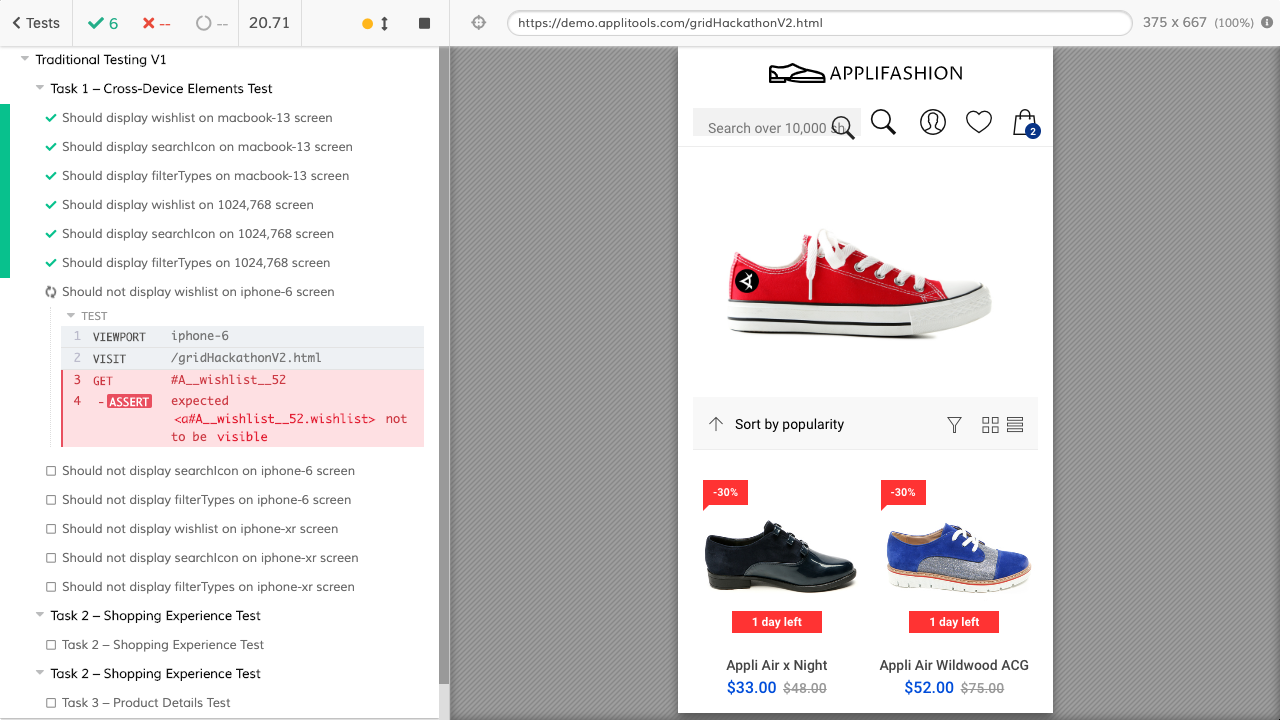 Tests 6 -- -- 20.71 https://demo.applitools.com/gridHackathonV2.html 375 x 667 (100%)
Traditional Testing V1
Task 1 – Cross-Device Elements Test
Should display wishlist on macbook-13 screen
Should display searchIcon on macbook-13 screen
Should display filterTypes on macbook-13 screen
Should display wishlist on 1024,768 screen
Should display searchIcon on 1024,768 screen
Should display filterTypes on 1024,768 screen
Should not display wishlist on iphone-6 screen
TEST
1 VIEWPORT iphone-6
2 VISIT /gridHackathonV2.html
3 GET #A__wishlist__52
4 -ASSERT expected
<a#A__wishlist__52.wishlist> not
to be visible
Should not display searchIcon on iphone-6 screen
Should not display filterTypes on iphone-6 screen
Should not display wishlist on iphone-xr screen
Should not display searchIcon on iphone-xr screen
Should not display filterTypes on iphone-xr screen
Task 2 – Shopping Experience Test
Task 2 – Shopping Experience Test
Task 2 – Shopping Experience Test
Task 3 – Product Details Test
APPLIFASHION
Search over 10,000 sh
2
Sort by popularity
-30% -30%
1 day left 1 day left
Appli Air x Night Appli Air Wildwood ACG
$33.00 $48.00 $52.00 $75.00